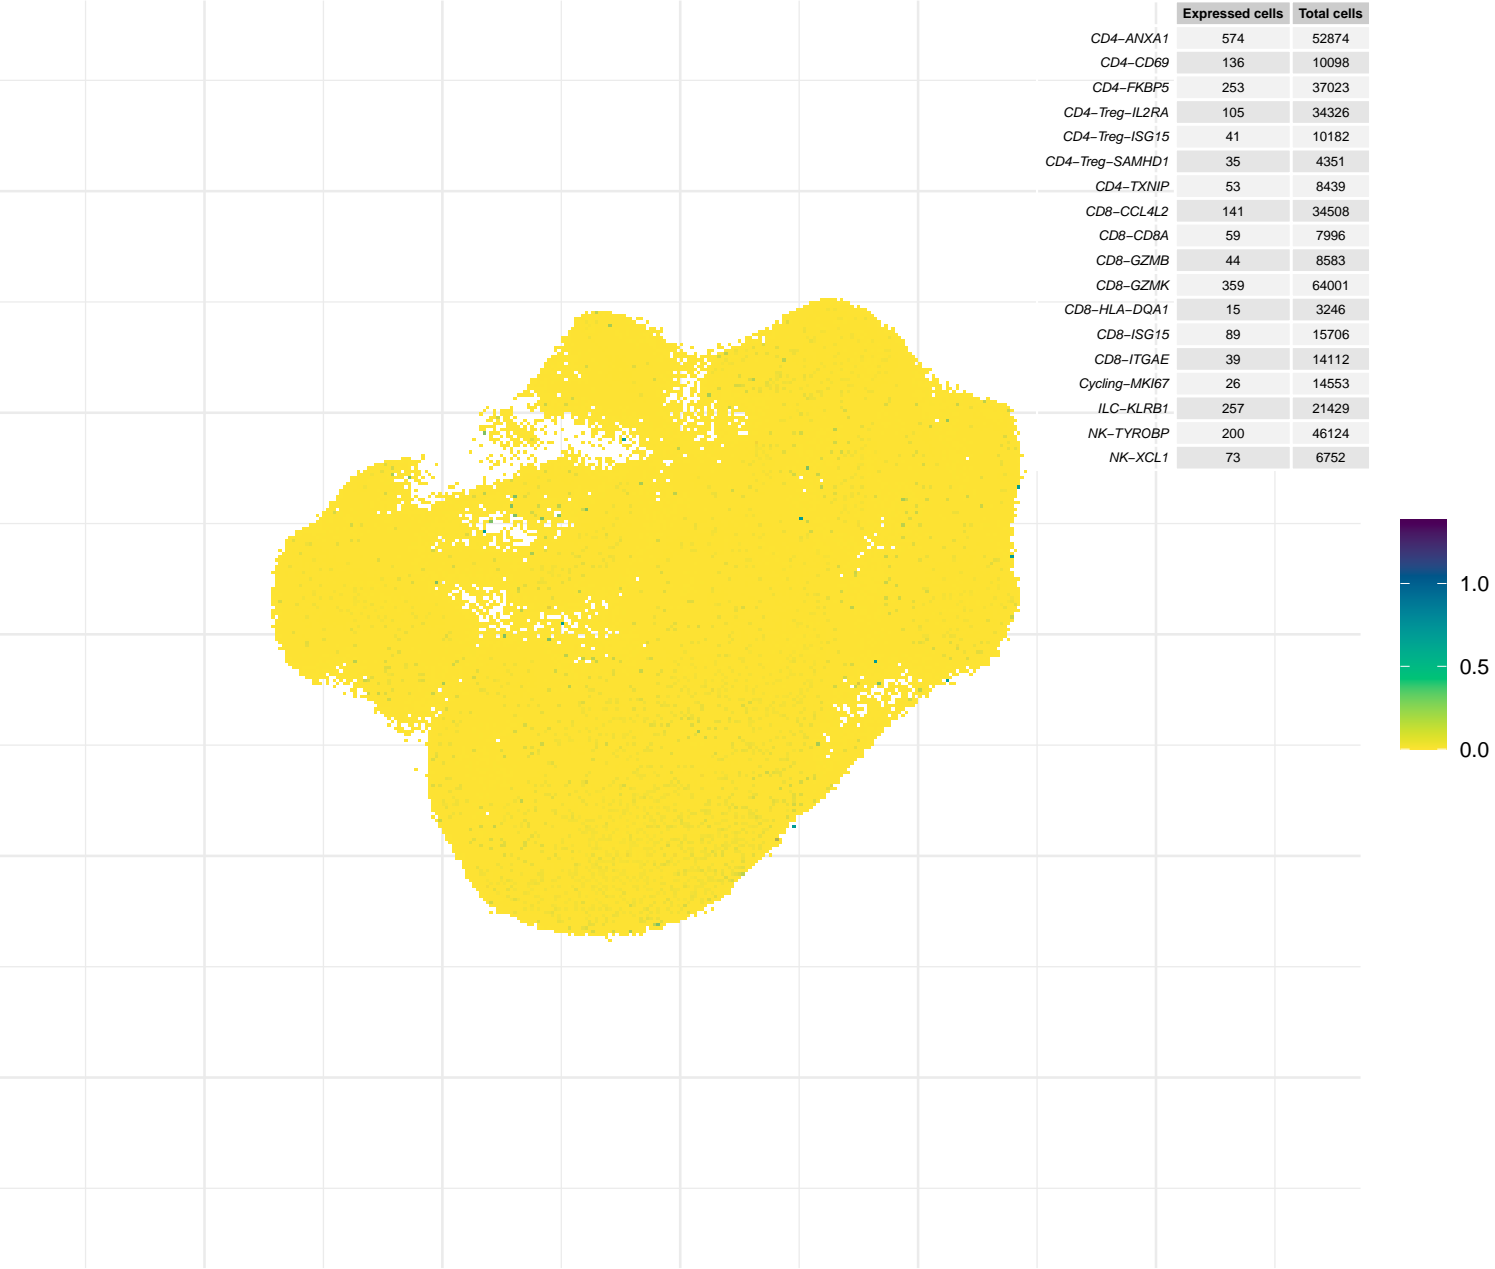 Expressed cells Total cells
CD4−ANXA1 574 52874
CD4−CD69 136 10098
CD4−FKBP5 253 37023
CD4−Treg−IL2RA 105 34326
CD4−Treg−ISG15 41 10182
CD4−Treg−SAMHD1 35 4351
CD4−TXNIP 53 8439
CD8−CCL4L2 141 34508
CD8−CD8A 59 7996
CD8−GZMB 44 8583
CD8−GZMK 359 64001
CD8−HLA−DQA1 15 3246
CD8−ISG15 89 15706
CD8−ITGAE 39 14112
Cycling−MKI67 26 14553
ILC−KLRB1 257 21429
NK−TYROBP 200 46124
NK−XCL1 73 6752
1.0
0.5
0.0